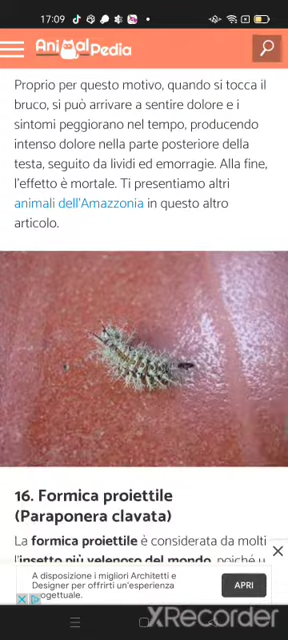 17:09
AnimalPedia
Proprio per questo motivo, quando si tocca il
bruco, si può arrivare a sentire dolore e i
sintomi peggiorano nel tempo, producendo
intenso dolore nella parte posteriore della
testa, seguito da lividi ed emorragie. Alla fine,
l'effetto è mortale. Ti presentiamo altri
animali dell'Amazzonia in questo altro
articolo.
16. Formica proiettile
(Paraponera clavata)
La formica proiettile è considerata da molti
l'insetto più velenoso del mondo, poiché u
A disposizione i migliori Architetti e
Designer per offrirti un'esperienza
progettuale.
APRI
XRecorder